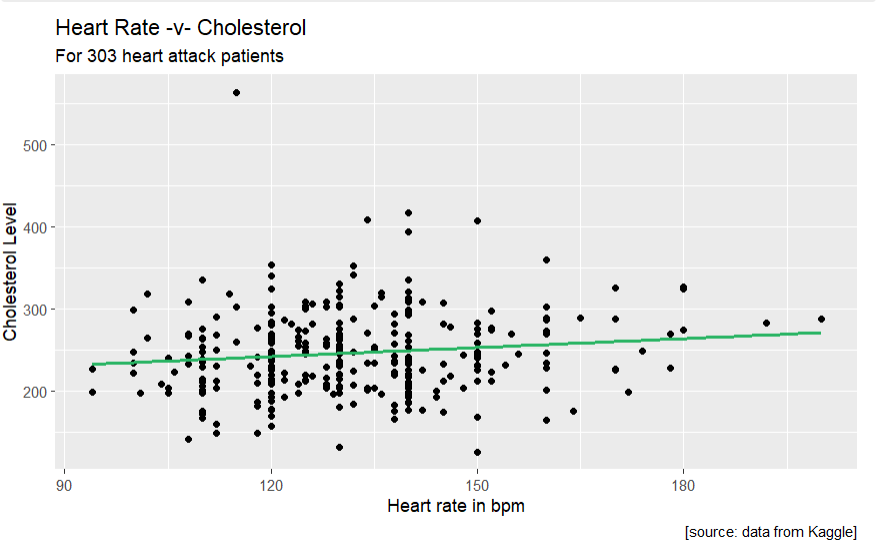 Heart Rate -v- Cholesterol
For 303 heart attack patients
Cholesterol Level
500
400
300
200
90 120 150 180
Heart rate in bpm
[source: data from Kaggle]